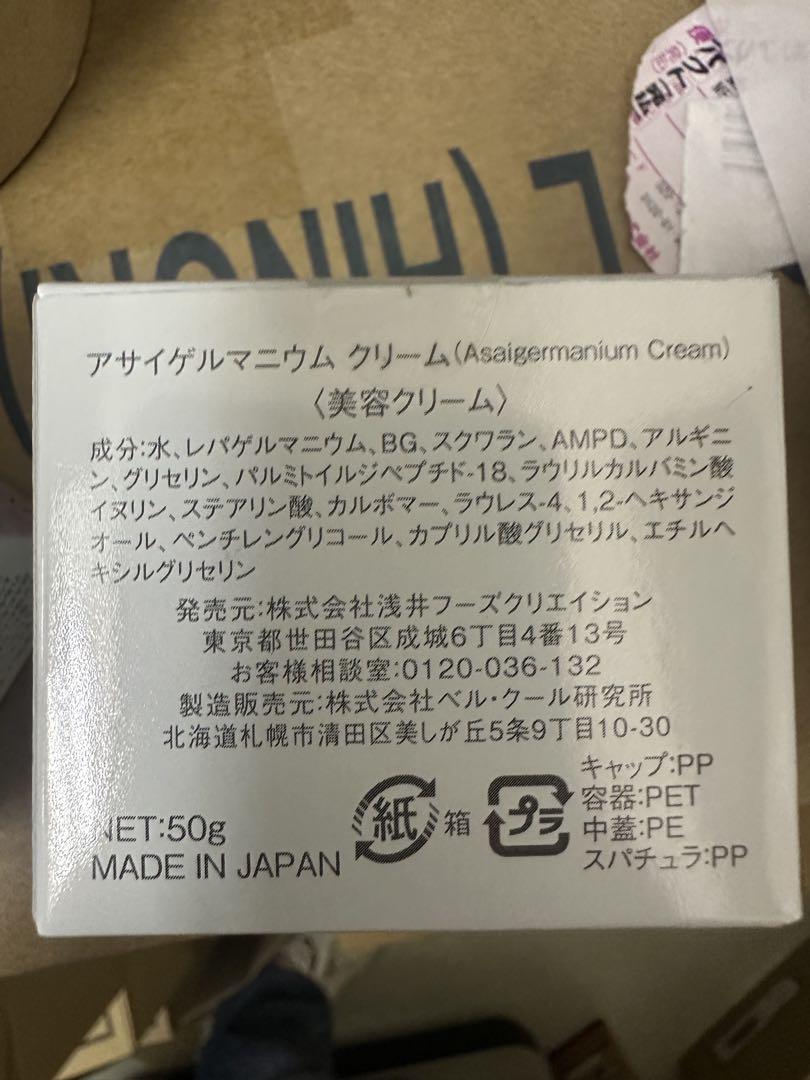 L (HINOKI
アサイゲルマニウム クリーム(Asaigermanium Cream)
〈美容クリーム〉
成分:水、レパゲルマニウム、BG、スクワラン、AMPD、アルギニ
ン、グリセリン、パルミトイルジペプチド-18、ラウリルカルバミン酸
イヌリン、ステアリン酸、カルボマー、ラウレス-4、1,2-ヘキサンジ
オール、ペンチレングリコール、カプリル酸グリセリル、エチルヘ
キシルグリセリン
発売元:株式会社浅井フーズクリエイション
東京都世田谷区成城6丁目4番13号
お客様相談室:0120-036-132
製造販売元:株式会社ベル・クール研究所
北海道札幌市清田区美しが丘5条9丁目10-30
キャップ:PP
容器:PET
中蓋:PE
スパチュラ:PP
紙 箱
プラ
NET:50g
MADE IN JAPAN